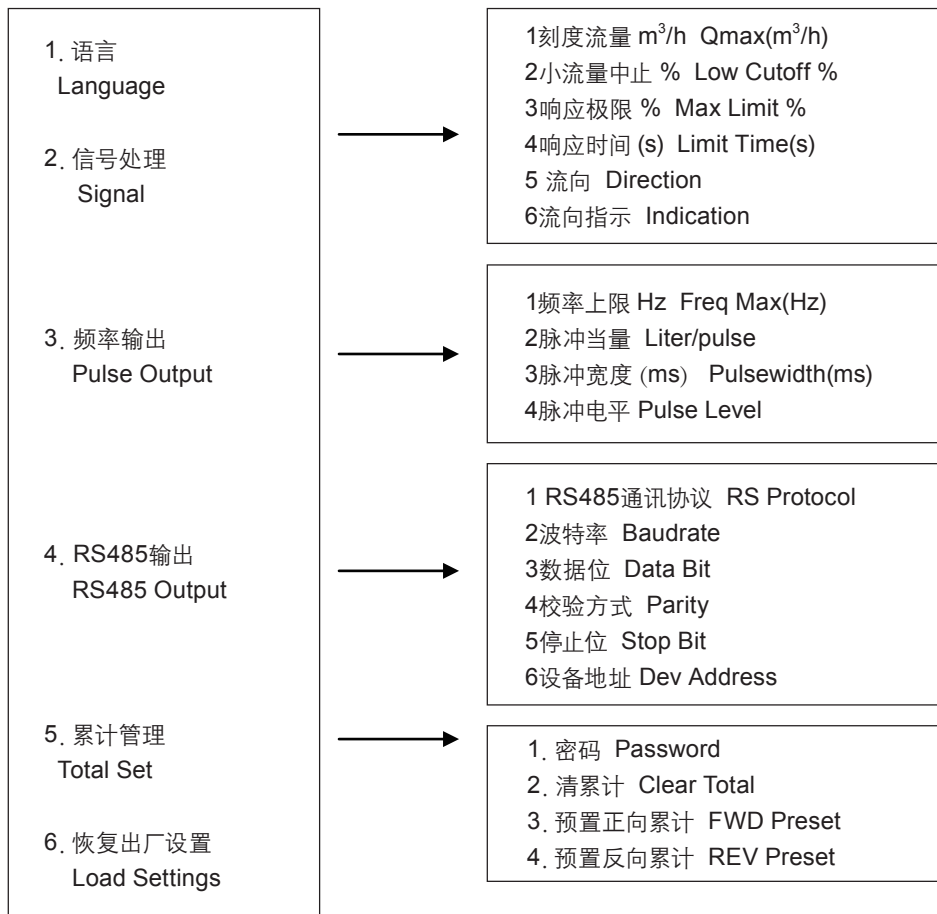 1. 语言
Language
2. 信号处理
Signal
3. 频率输出
Pulse Output
4. RS485输出
RS485 Output
5. 累计管理
Total Set
6. 恢复出厂设置
Load Settings
1刻度流量 m³/h Qmax(m³/h)
2小流量中止 % Low Cutoff %
3响应极限 % Max Limit %
4响应时间 (s) Limit Time(s)
5 流向 Direction
6流向指示 Indication
1频率上限 Hz Freq Max(Hz)
2脉冲当量 Liter/pulse
3脉冲宽度 (ms) Pulsewidth(ms)
4脉冲电平 Pulse Level
1 RS485通讯协议 RS Protocol
2波特率 Baudrate
3数据位 Data Bit
4校验方式 Parity
5停止位 Stop Bit
6设备地址 Dev Address
1. 密码 Password
2. 清累计 Clear Total
3. 预置正向累计 FWD Preset
4. 预置反向累计 REV Preset